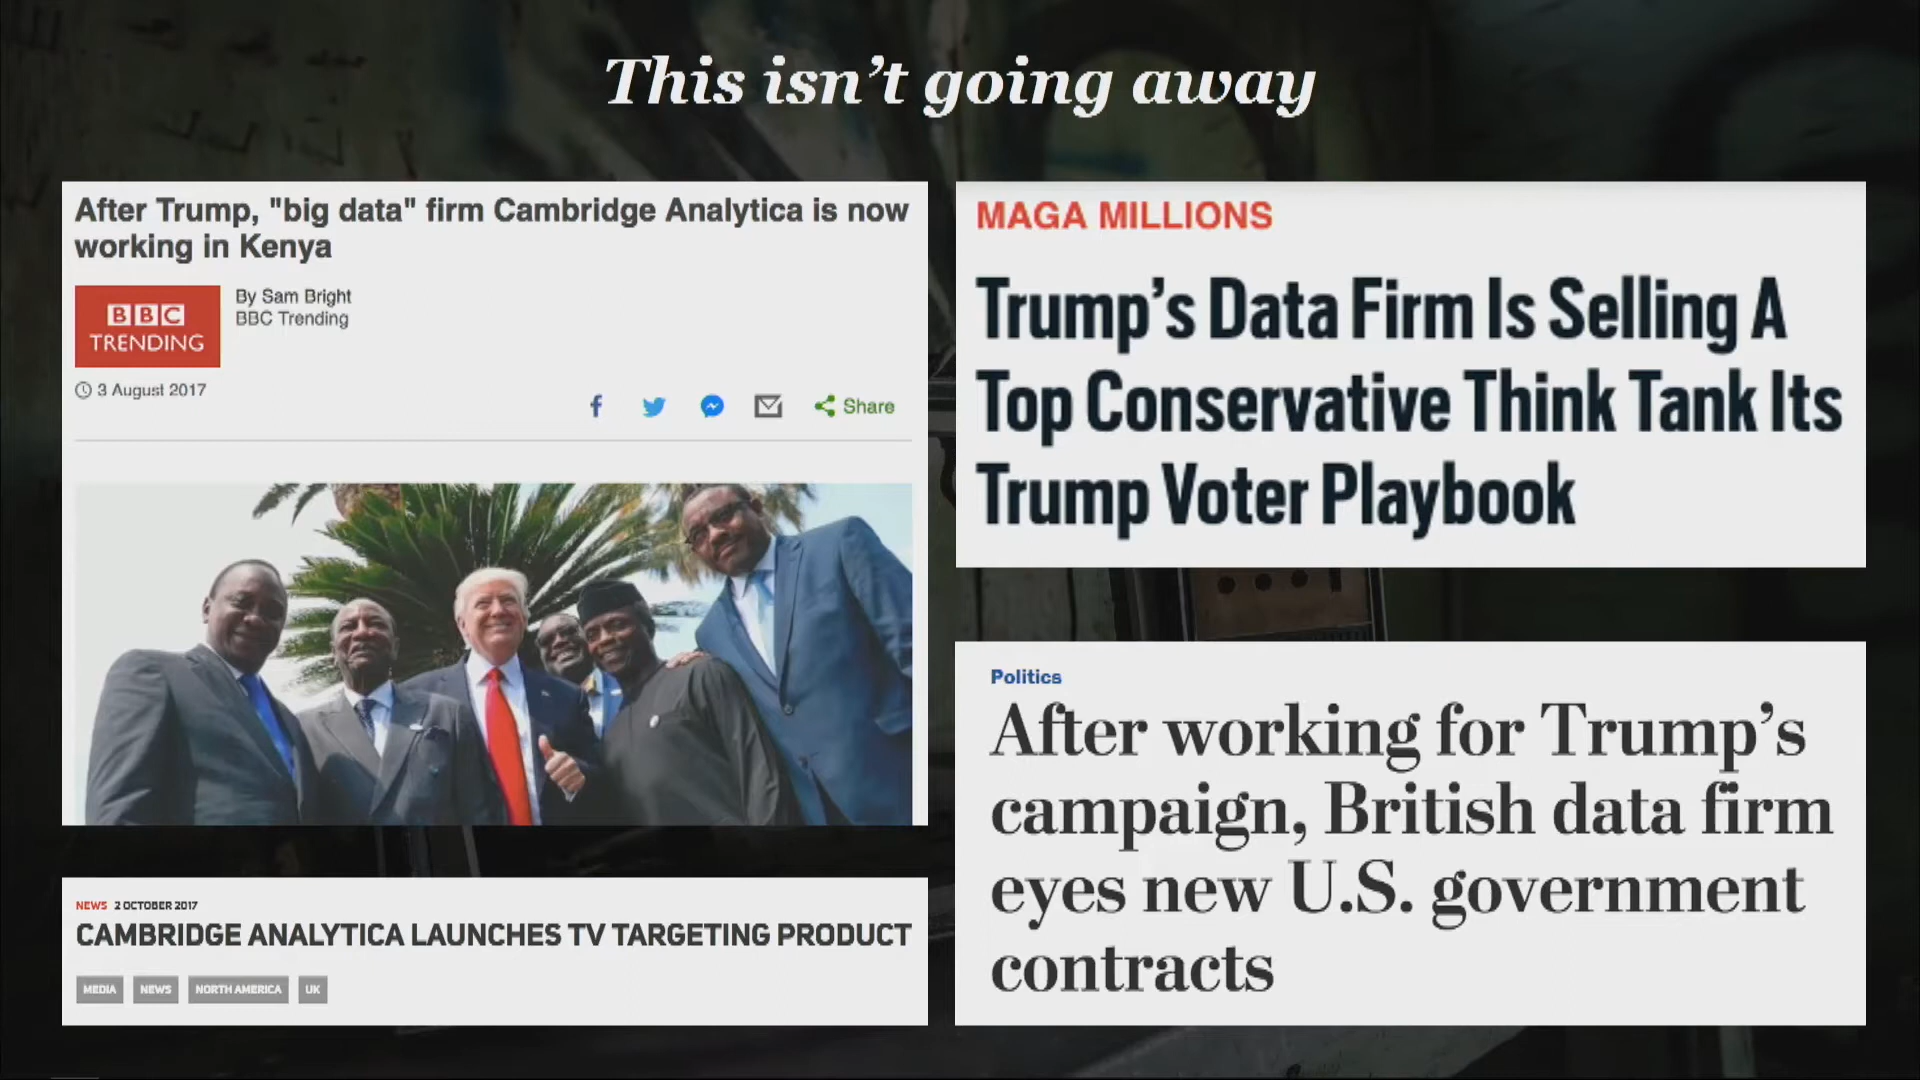 This isn't going away
After Trump, "big data" firm Cambridge Analytica is now
working in Kenya
BBC
TRENDING
By Sam Bright
BBC Trending
3 August 2017
Share
MAGA MILLIONS
Trump's Data Firm Is Selling A
Top Conservative Think Tank Its
Trump Voter Playbook
NEWS 2 OCTOBER 2017
CAMBRIDGE ANALYTICA LAUNCHES TV TARGETING PRODUCT
MEDIA NEWS NORTH AMERICA UK
Politics
After working for Trump's
campaign, British data firm
eyes new U.S. government
contracts